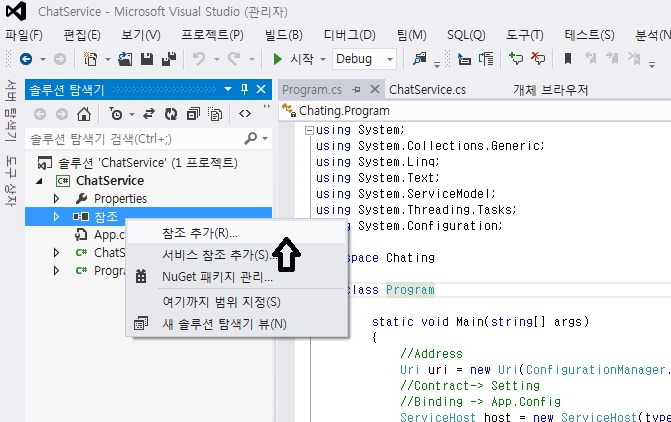 ChatService - Microsoft Visual Studio (관리자)
파일(F) 편집(E) 보기(V) 프로젝트(P) 빌드(B) 디버그(D) 팀(M) SQL(Q) 도구(T) 테스트(S) 분석(N
시작 Debug
서버 탐색기
도구 상자
솔루션 탐색기
솔루션 탐색기 검색(Ctrl+;)
솔루션 'ChatService' (1 프로젝트)
ChatService
Properties
참조
App.c
ChatS
Progra
참조 추가(R)...
서비스 참조 추가(S)...
NuGet 패키지 관리...
여기까지 범위 지정(S)
새 솔루션 탐색기 뷰(N)
Program.cs ChatService.cs 개체 브라우저
Chating.Program
using System;
using System.Collections.Generic;
using System.Linq;
using System.Text;
using System.ServiceModel;
using System.Threading.Tasks;
System.Configuration;
space Chating
class Program
static void Main(string[] args)
{
//Address
Uri uri = new Uri(ConfigurationManager.
//Contract-> Setting
//Binding -> App.Config
ServiceHost host = new ServiceHost(type